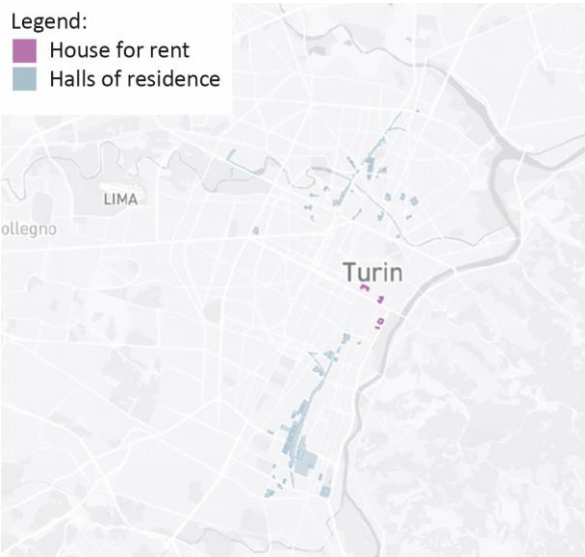 Legend:
House for rent
Halls of residence
LIMA
ollegno
Turin